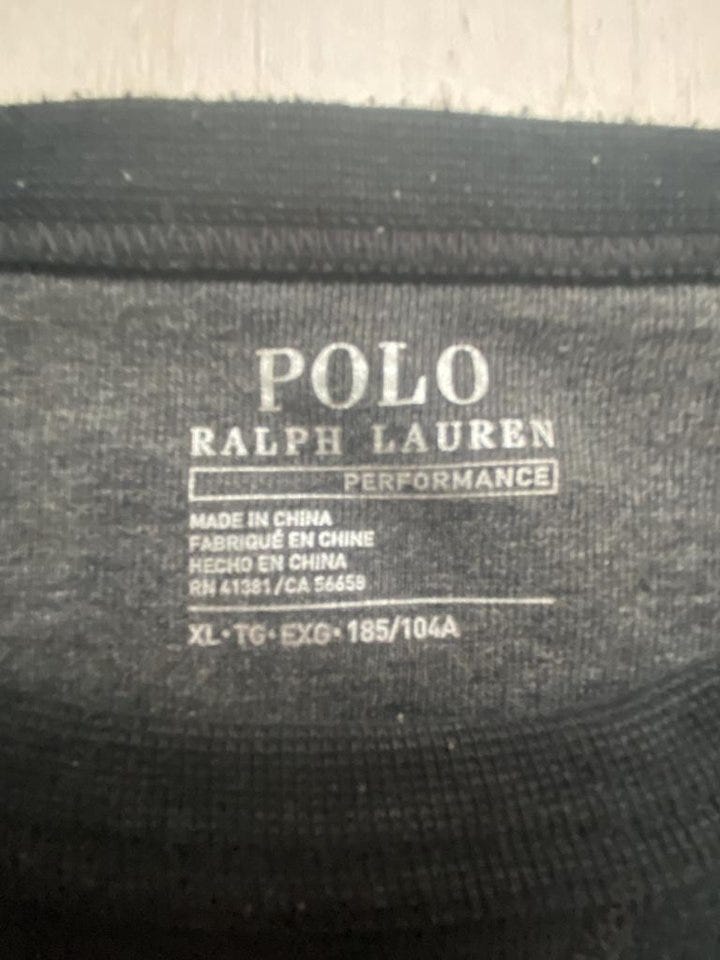 POLO
RALPH LAUREN
PERFORMANCE
MADE IN CHINA
FABRIQUÉ EN CHINE
HECHO EN CHINA
RN 41381/CA 56658
XL•TG•EXG•185/104A